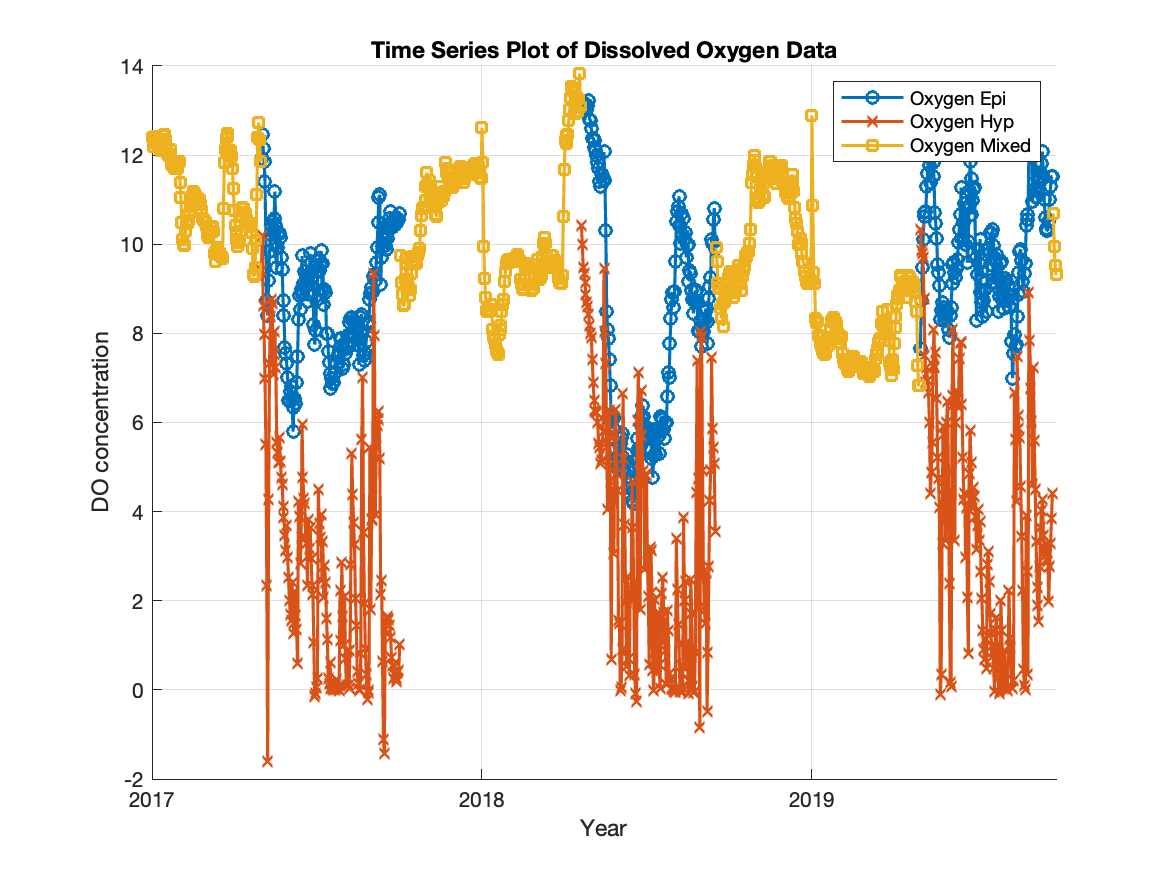 Time Series Plot of Dissolved Oxygen Data
14
12
10
8
6
4
2
0
-2
DO concentration
Oxygen Epi
Oxygen Hyp
Oxygen Mixed
2017
2018
2019
Year